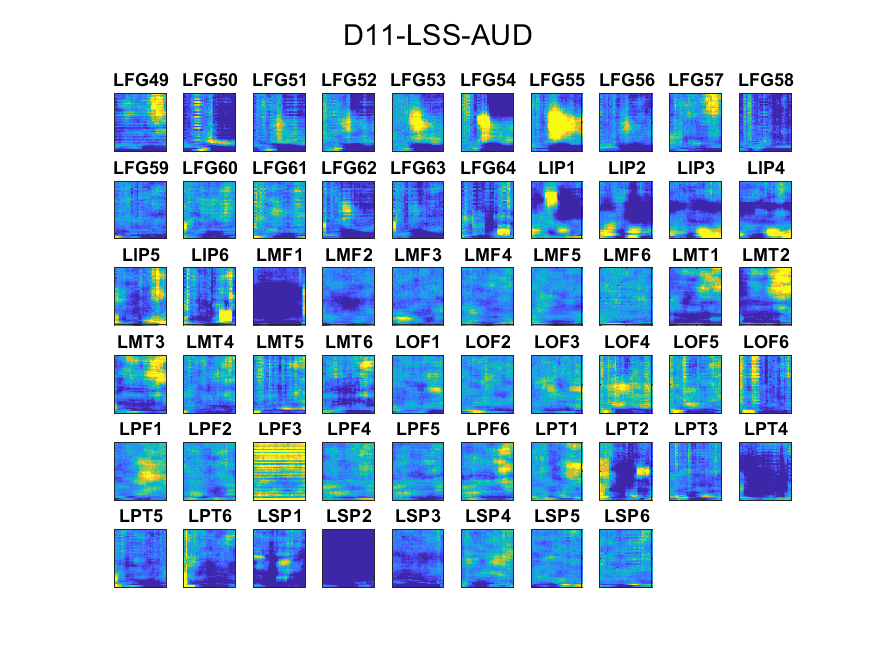 D11-LSS-AUD
LFG49 LFG50 LFG51 LFG52 LFG53 LFG54 LFG55 LFG56 LFG57 LFG58
LFG59 LFG60 LFG61 LFG62 LFG63 LFG64 LIP1 LIP2 LIP3 LIP4
LIP5 LIP6 LMF1 LMF2 LMF3 LMF4 LMF5 LMF6 LMT1 LMT2
LMT3 LMT4 LMT5 LMT6 LOF1 LOF2 LOF3 LOF4 LOF5 LOF6
LPF1 LPF2 LPF3 LPF4 LPF5 LPF6 LPT1 LPT2 LPT3 LPT4
LPT5 LPT6 LSP1 LSP2 LSP3 LSP4 LSP5 LSP6